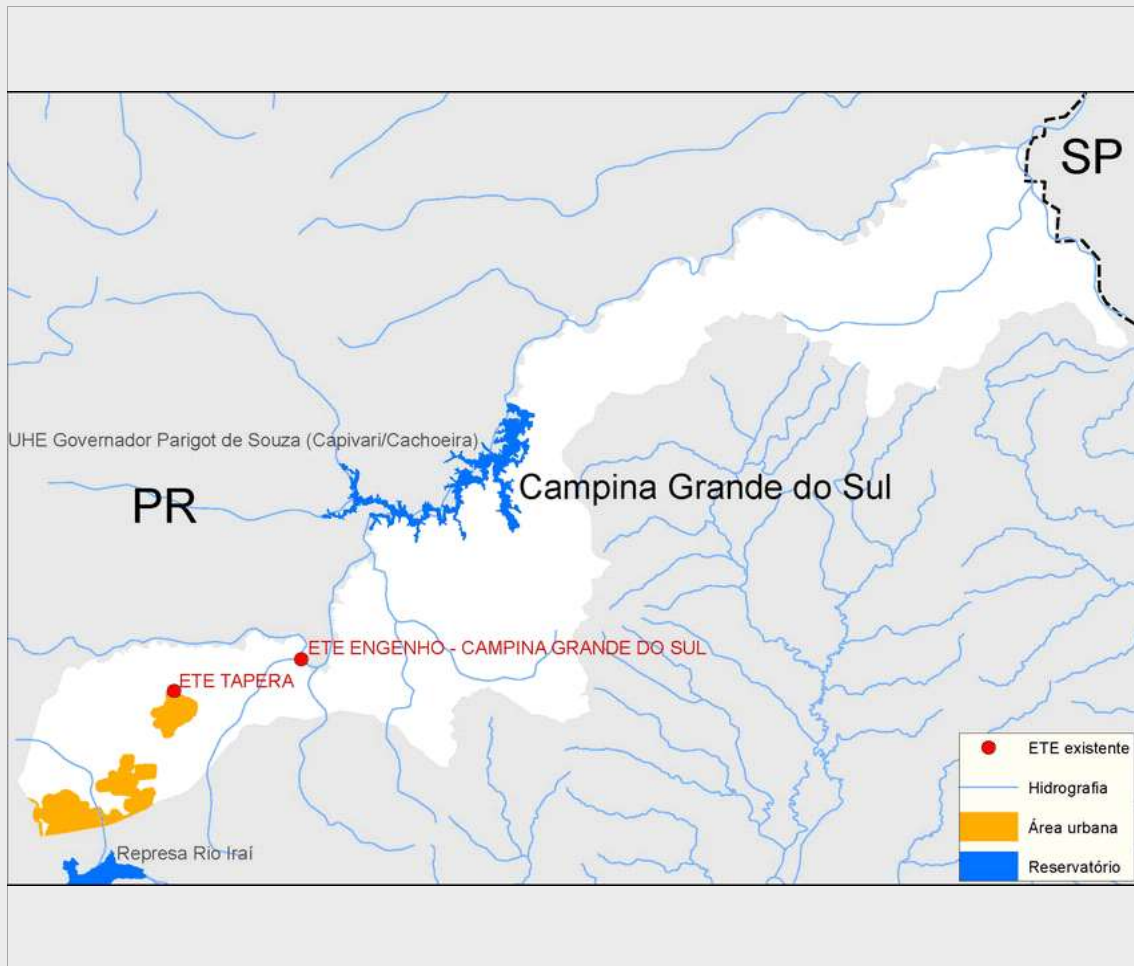 SP
UHE Governador Parigot de Souza (Capivari/Cachoeira)
PR
Campina Grande do Sul
ETE ENGENHO - CAMPINA GRANDE DO SUL
ETE TAPERA
Represa Rio Iraí
ETE existente
Hidrografia
Área urbana
Reservatório